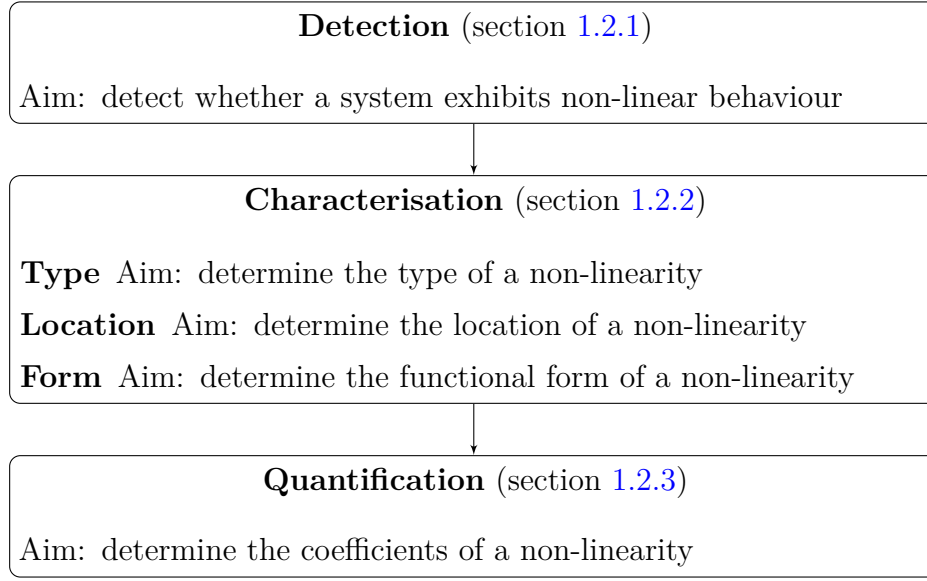 Detection (section 1.2.1)
Aim: detect whether a system exhibits non-linear behaviour
Characterisation (section 1.2.2)
Type Aim: determine the type of a non-linearity
Location Aim: determine the location of a non-linearity
Form Aim: determine the functional form of a non-linearity
Quantification (section 1.2.3)
Aim: determine the coefficients of a non-linearity